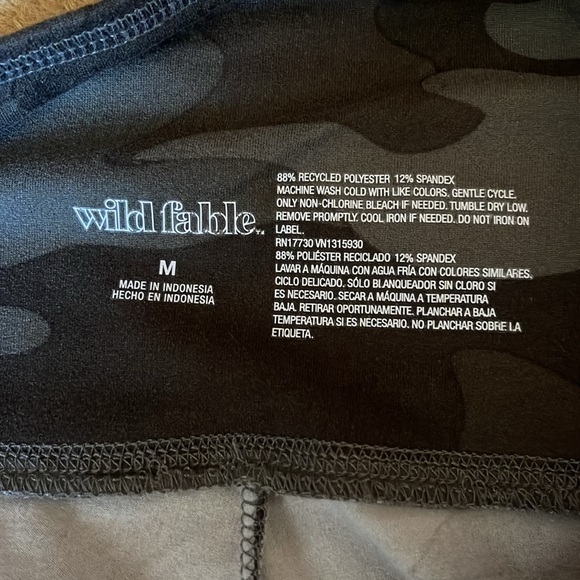 wild fable™
M
MADE IN INDONESIA
HECHO EN INDONESIA
88% RECYCLED POLYESTER 12% SPANDEX
MACHINE WASH COLD WITH LIKE COLORS, GENTLE CYCLE,
ONLY NON-CHLORINE BLEACH IF NEEDED. TUMBLE DRY LOW,
REMOVE PROMPTLY. COOL IRON IF NEEDED. DO NOT IRON ON
LABEL.
RN17730 VN1315930
88% POLIÉSTER RECICLADO 12% SPANDEX
LAVAR A MÁQUINA CON AGUA FRÍA CON COLORES SIMILARES,
CICLO DELICADO. SÓLO BLANQUEADOR SIN CLORO SI
ES NECESARIO. SECAR A MÁQUINA A TEMPERATURA
BAJA. RETIRAR OPORTUNAMENTE. PLANCHAR A BAJA
TEMPERATURA SI ES NECESARIO. NO PLANCHAR SOBRE LA
ETIQUETA.